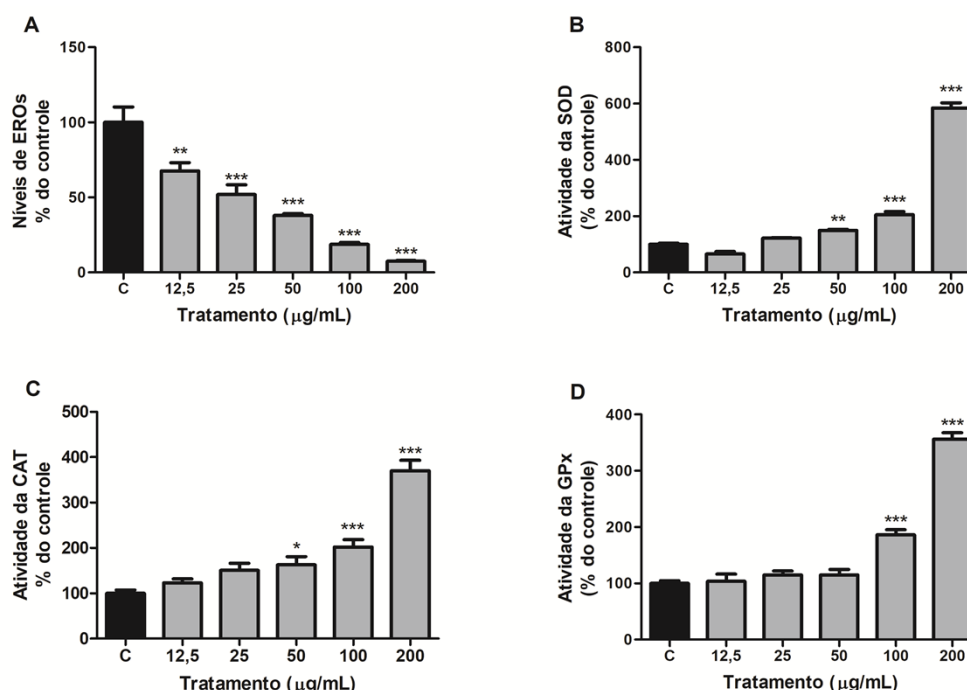 A
Níveis de EROs
% do controle
150
100
50
0
**
***
***
***
***
C 12,5 25 50 100 200
Tratamento (µg/mL)
B
Atividade da SOD
(% do controle)
800
600
400
200
0
**
***
***
C 12,5 25 50 100 200
Tratamento (µg/mL)
C
Atividade da CAT
% do controle
500
400
300
200
100
0
*
***
***
C 12,5 25 50 100 200
Tratamento (µg/mL)
D
Atividade da GPx
(% do controle)
400
300
200
100
0
***
***
C 12,5 25 50 100 200
Tratamento (µg/mL)